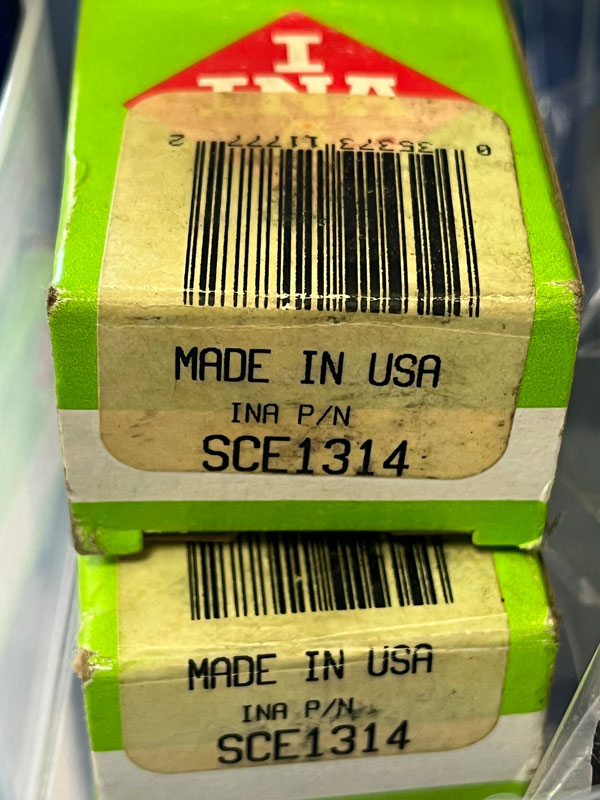 I
INA
0 35373 11777 2
MADE IN USA
INA P/N
SCE1314
MADE IN USA
INA P/N
SCE1314